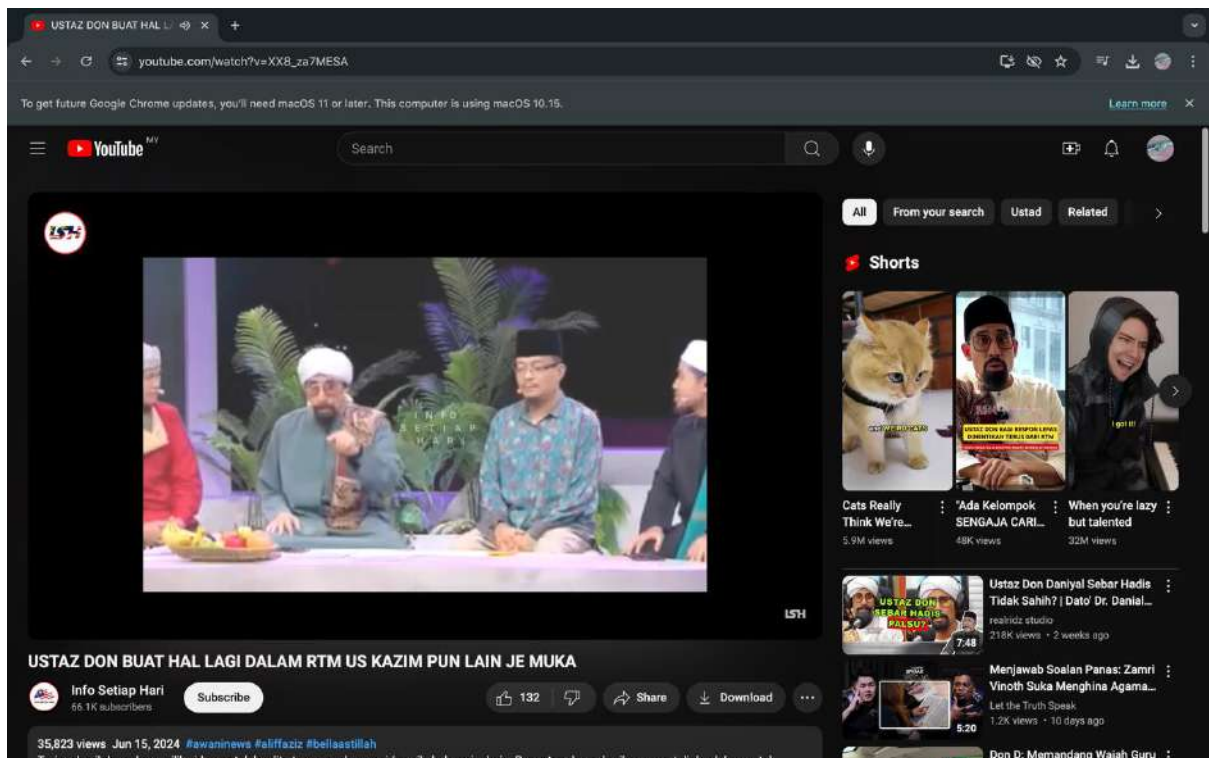 USTAZ DON BUAT HAL L
youtube.com/watch?v=XX8_za7MESA
To get future Google Chrome updates, you'll need macOS 11 or later. This computer is using macOS 10.15.
Learn more
YouTube MY
Search
LSH
INFO
SETIAP
HARI
LSH
USTAZ DON BUAT HAL LAGI DALAM RTM US KAZIM PUN LAIN JE MUKA
Info Setiap Hari
66.1K subscribers
Subscribe
132
Share
Download
35,823 views Jun 15, 2024 #awaninews #aliffaziz #bellaastillah
All
From your search
Ustad
Related
Shorts
I got it!
USTAZ DON BAGI RESPON LEPAS
DIHENTIKAN TERUS DARI RTM
Cats Really
Think We're...
5.9M views
"Ada Kelompok
SENGAJA CARI...
48K views
When you're lazy
but talented
32M views
USTAZ DON
SEBAR HADIS
PALSU?
7:48
Ustaz Don Daniyal Sebar Hadis
Tidak Sahih? | Dato' Dr. Danial...
realridz studio
218K views • 2 weeks ago
5:20
Menjawab Soalan Panas: Zamri
Vinoth Suka Menghina Agama...
Let the Truth Speak
1.2K views • 10 days ago
Don D: Memandang Wajah Guru